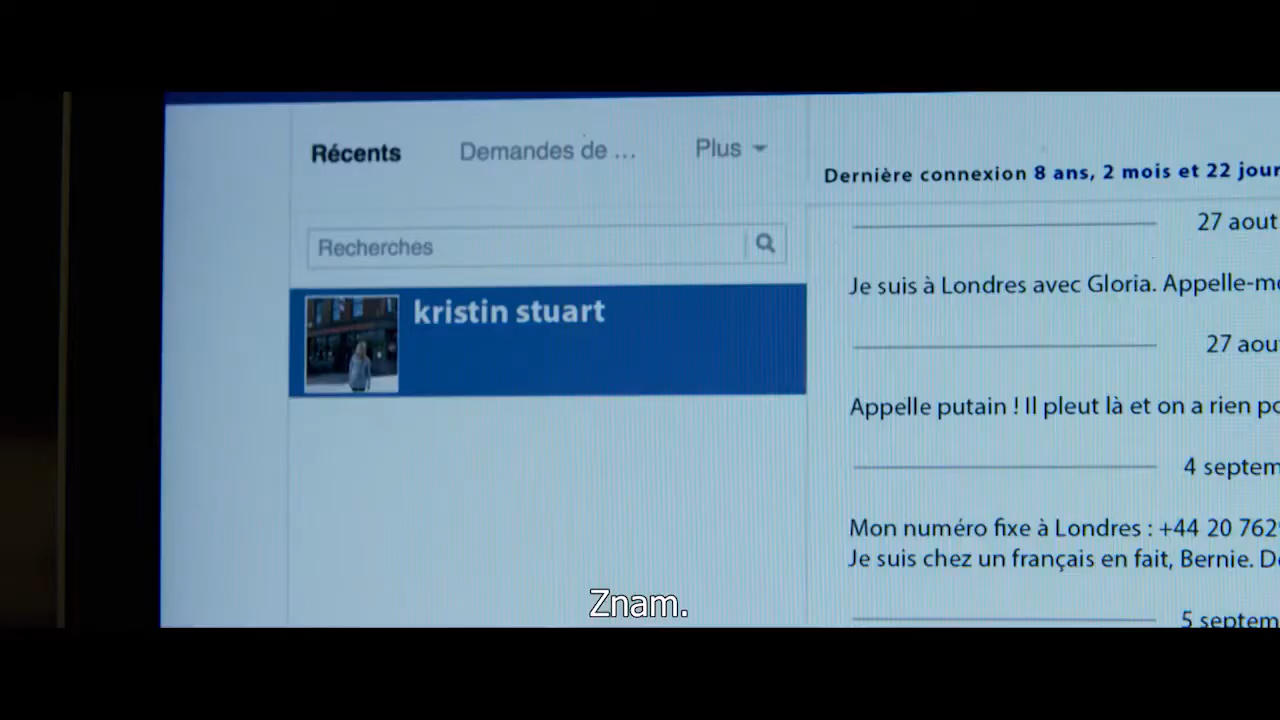 Récents Demandes de ... Plus
Dernière connexion 8 ans, 2 mois et 22 jour
27 aout
Recherches
Je suis à Londres avec Gloria. Appelle-m
kristin stuart
27 aou
Appelle putain ! Il pleut là et on a rien
4 septem
Mon numéro fixe à Londres : +44 20 762
Je suis chez un français en fait, Bernie.
5 septem
Znam.